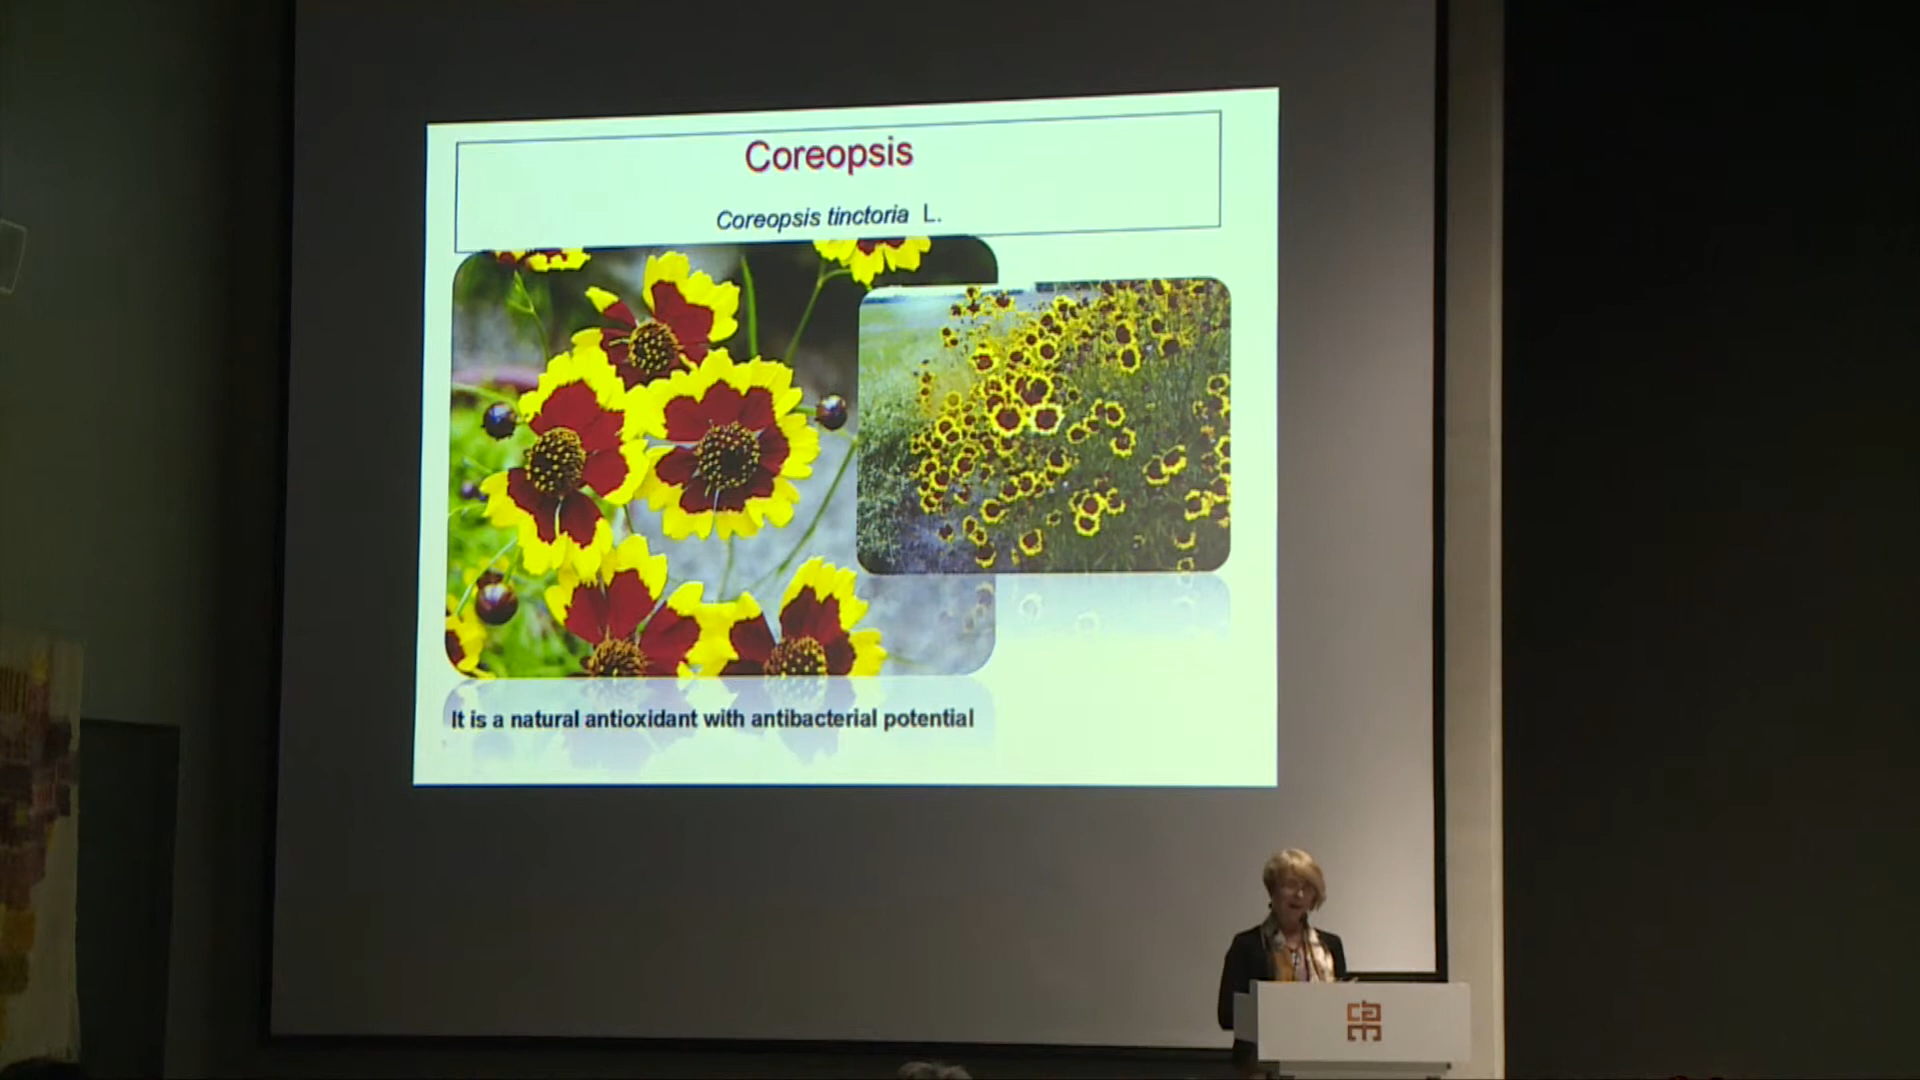 Coreopsis
Coreopsis tinctoria L.
It is a natural antioxidant with antibacterial potential